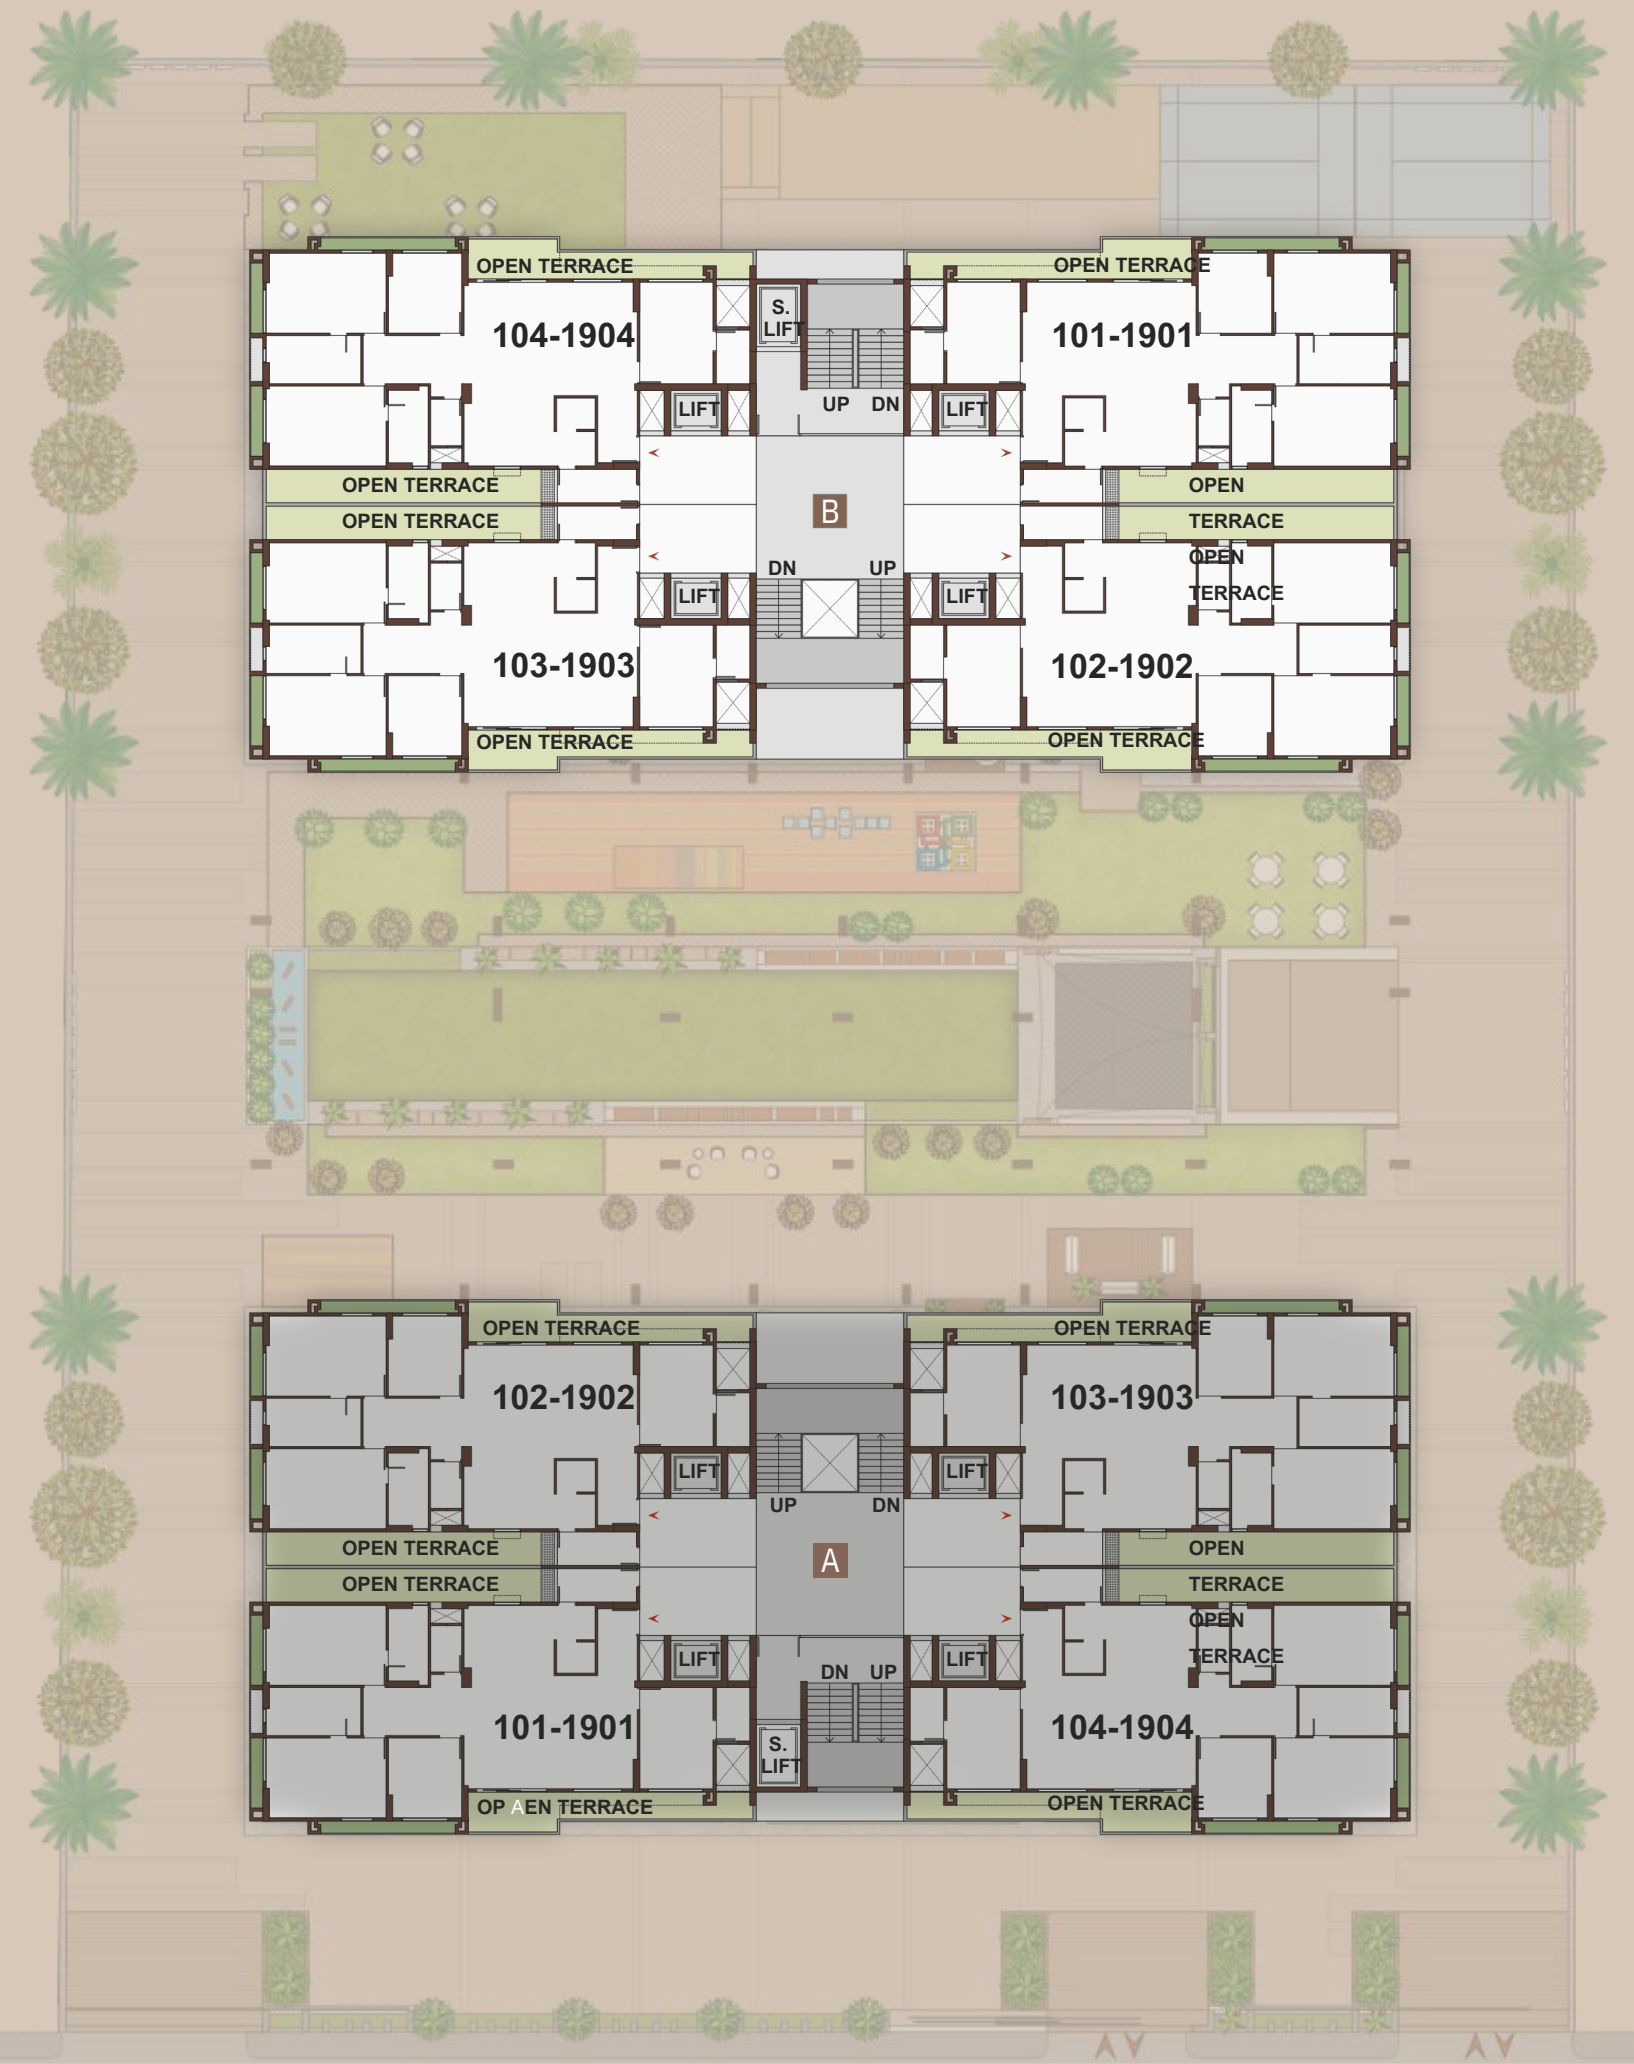 OPEN TERRACE
OPEN TERRACE
S.
LIFT
104-1904
101-1901
LIFT
UP DN
LIFT
OPEN TERRACE
OPEN
OPEN TERRACE
B
TERRACE
OPEN
DN UP
LIFT
LIFT
TERRACE
103-1903
102-1902
OPEN TERRACE
OPEN TERRACE
OPEN TERRACE
OPEN TERRACE
102-1902
103-1903
LIFT
LIFT
UP DN
OPEN TERRACE
OPEN
A
OPEN TERRACE
TERRACE
OPEN
LIFT
DN UP
LIFT
TERRACE
101-1901
104-1904
S.
LIFT
OP AEN TERRACE
OPEN TERRACE